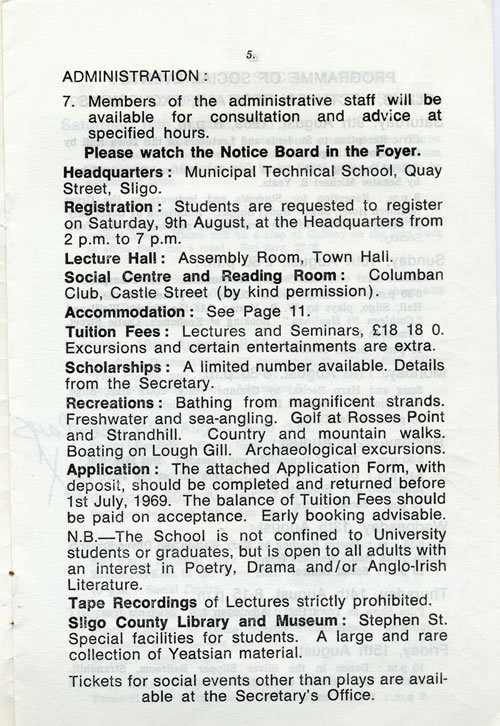 5.
ADMINISTRATION :
7. Members of the administrative staff will be
available for consultation and advice at
specified hours.
Please watch the Notice Board in the Foyer.
Headquarters : Municipal Technical School, Quay
Street, Sligo.
Registration : Students are requested to register
on Saturday, 9th August, at the Headquarters from
2 p.m. to 7 p.m.
Lecture Hall : Assembly Room, Town Hall.
Social Centre and Reading Room : Columban
Club, Castle Street (by kind permission).
Accommodation : See Page 11.
Tuition Fees : Lectures and Seminars, £18 18 0.
Excursions and certain entertainments are extra.
Scholarships : A limited number available. Details
from the Secretary.
Recreations : Bathing from magnificent strands.
Freshwater and sea-angling. Golf at Rosses Point
and Strandhill. Country and mountain walks.
Boating on Lough Gill. Archaeological excursions.
Application : The attached Application Form, with
deposit, should be completed and returned before
1st July, 1969. The balance of Tuition Fees should
be paid on acceptance. Early booking advisable.
N.B.—The School is not confined to University
students or graduates, but is open to all adults with
an interest in Poetry, Drama and/or Anglo-Irish
Literature.
Tape Recordings of Lectures strictly prohibited.
Sligo County Library and Museum : Stephen St.
Special facilities for students. A large and rare
collection of Yeatsian material.
Tickets for social events other than plays are avail-
able at the Secretary's Office.